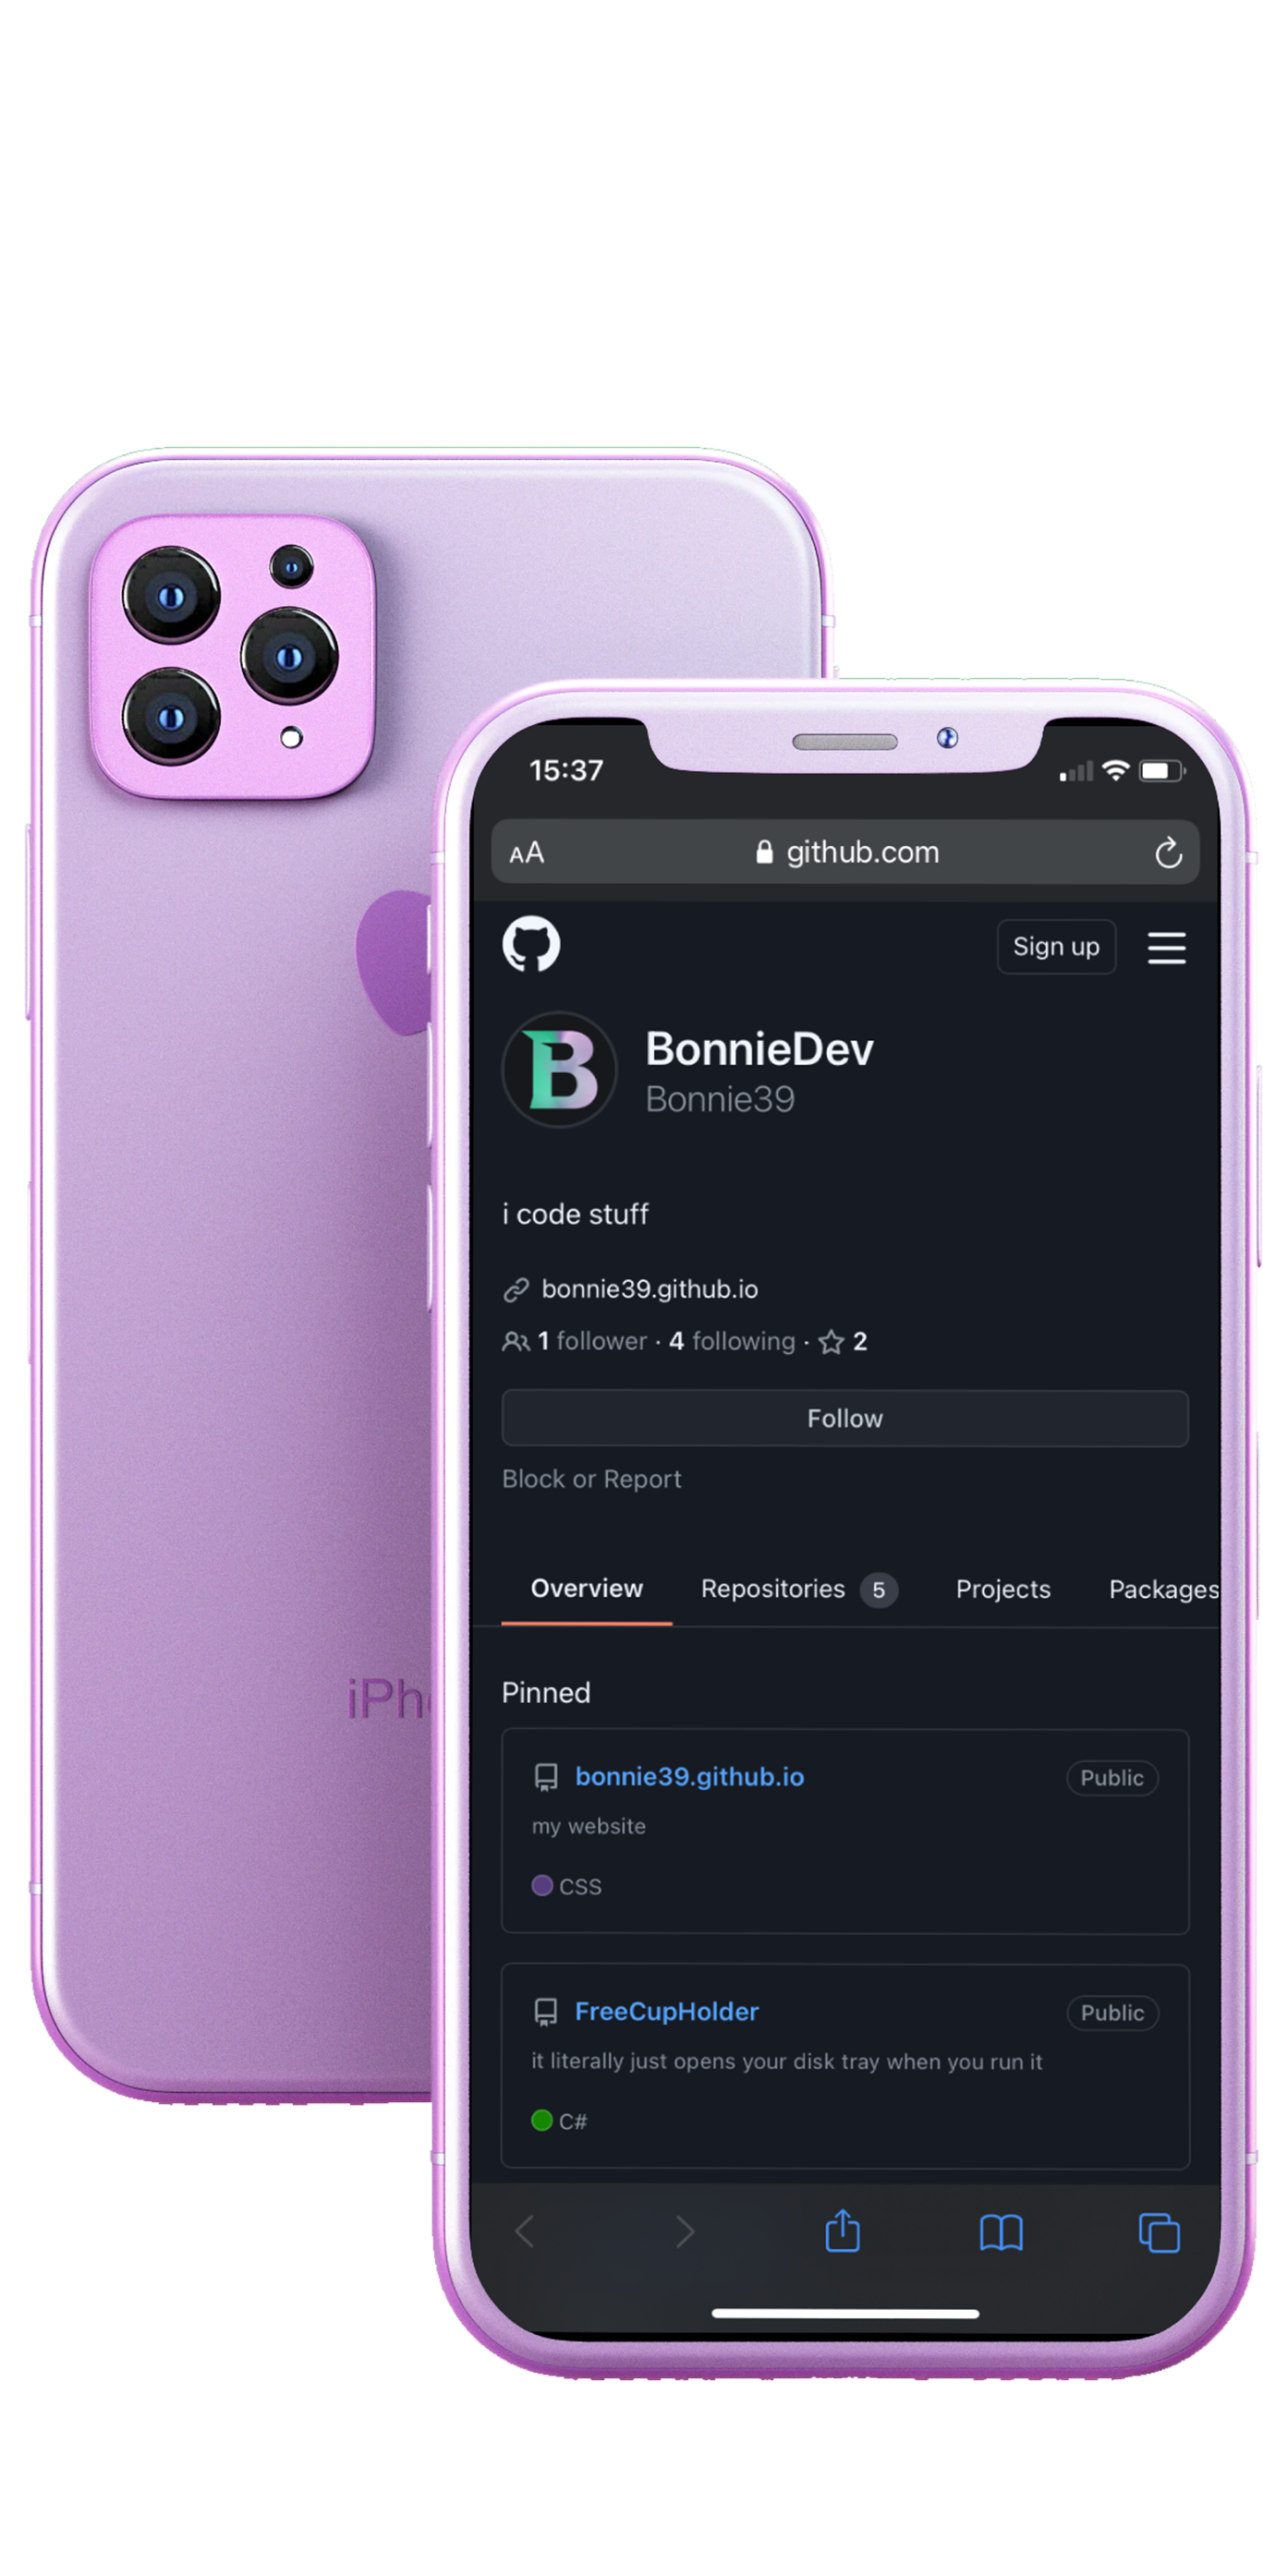 15:37
AA github.com
Sign up
B
BonnieDev
Bonnie39
i code stuff
bonnie39.github.io
1 follower · 4 following · 2
Follow
Block or Report
Overview Repositories 5 Projects Packages
Pinned
bonnie39.github.io Public
my website
CSS
FreeCupHolder Public
it literally just opens your disk tray when you run it
C#
iPh